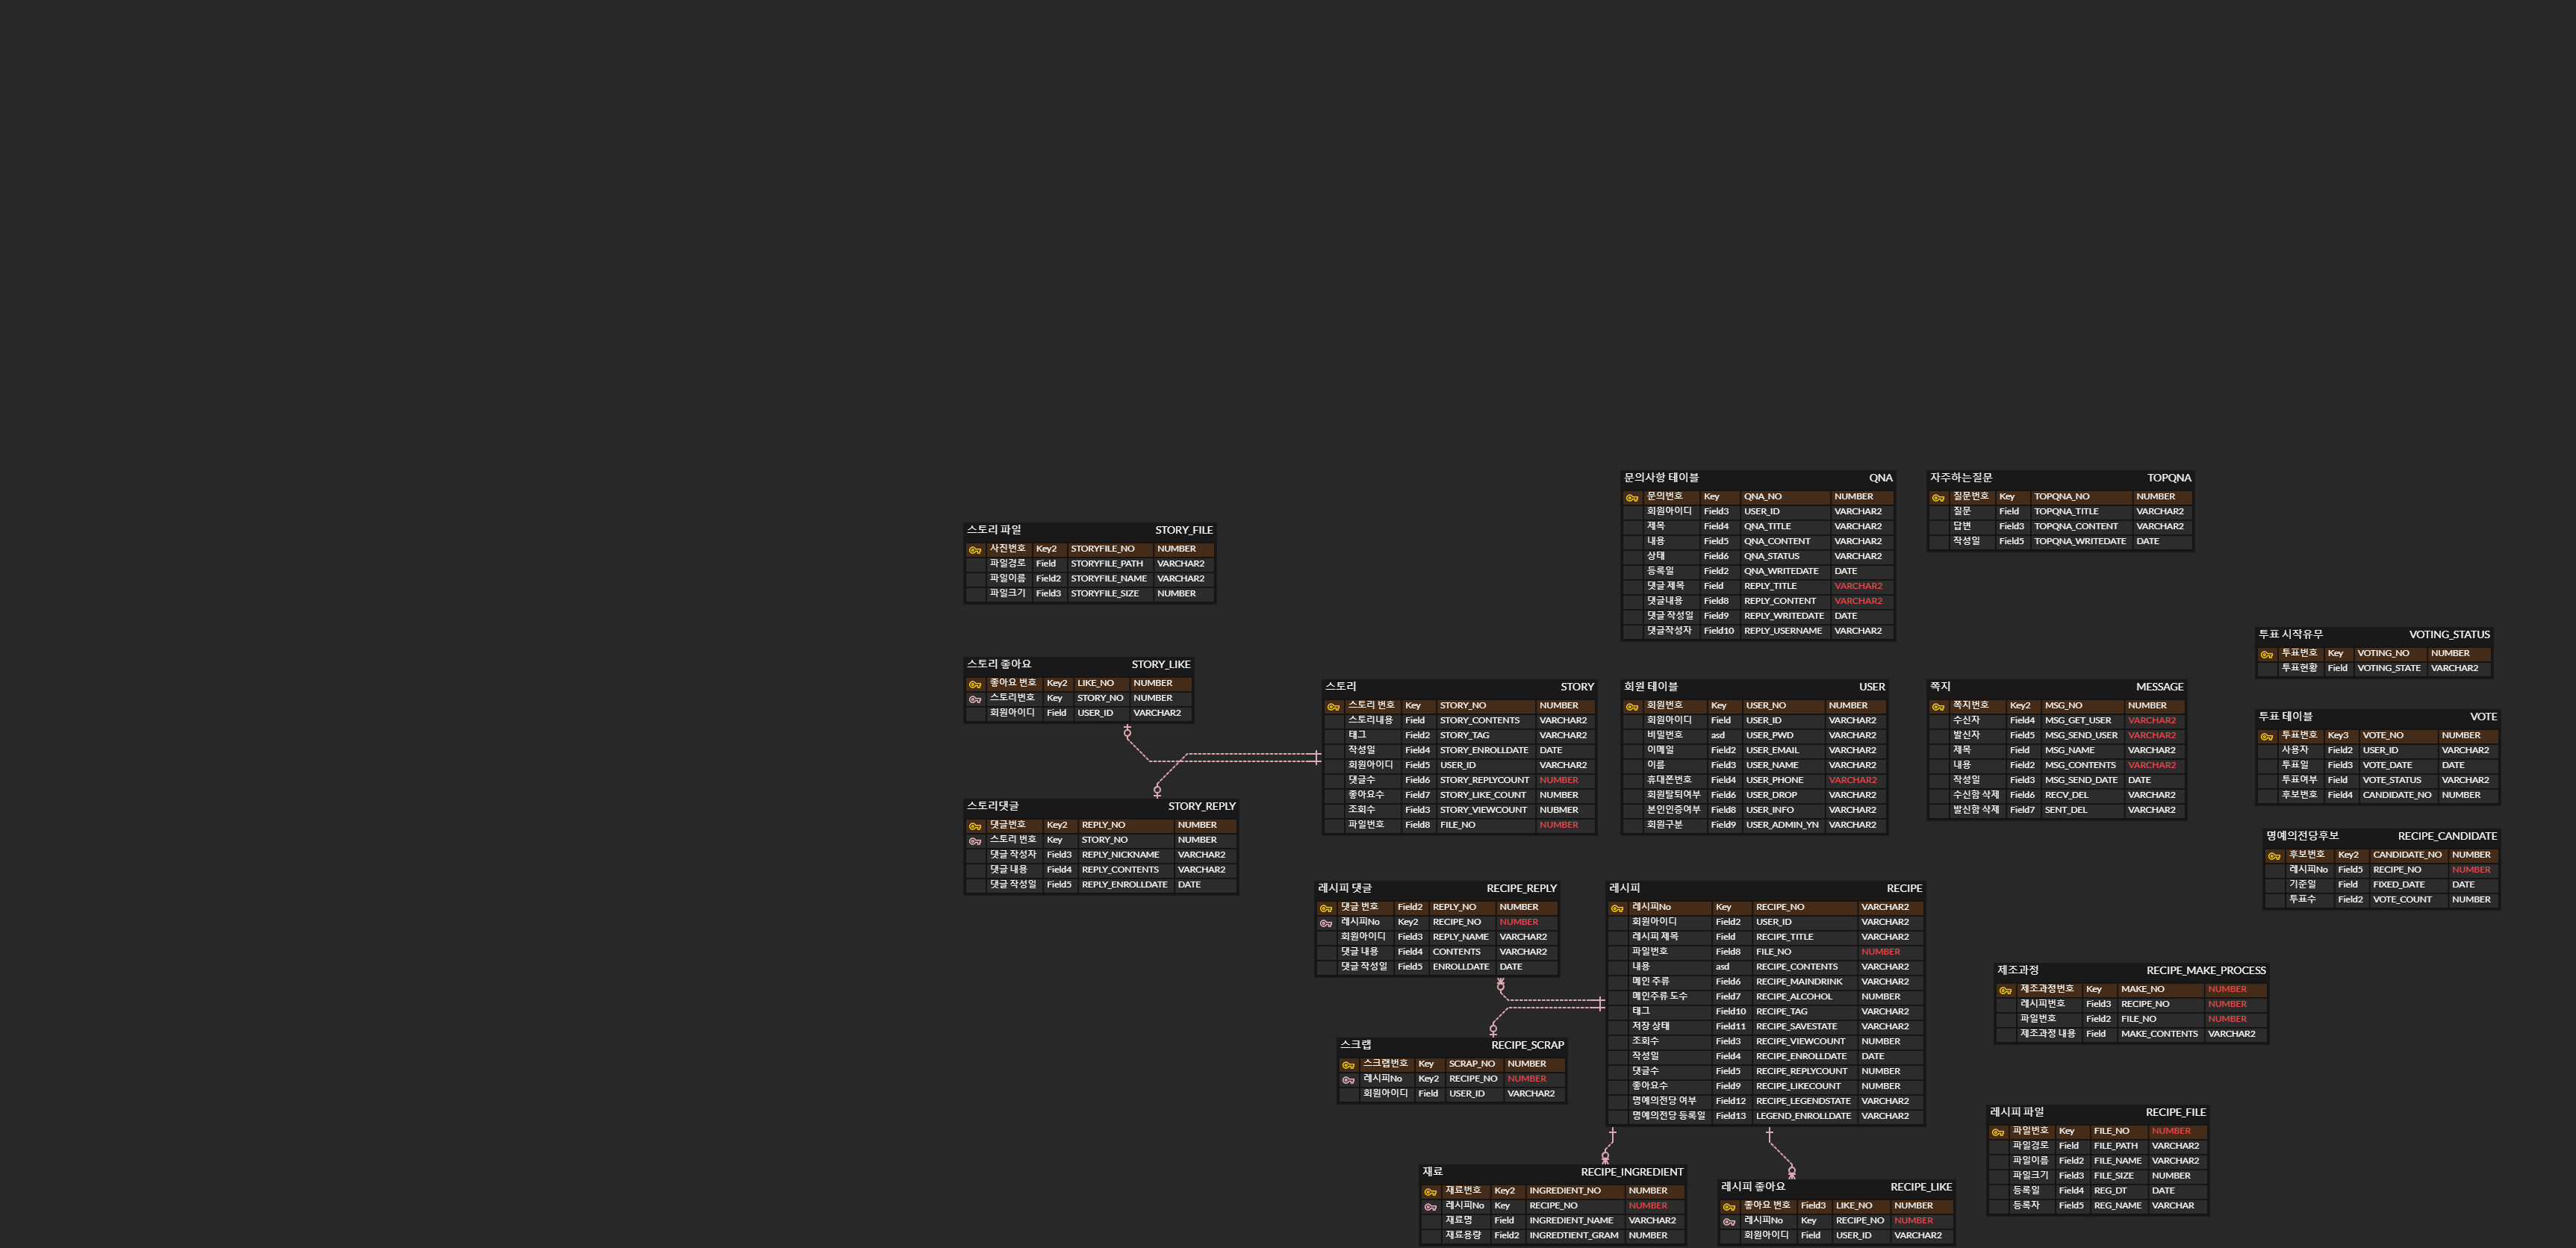 문의사항 테이블 QNA
문의번호 Key QNA_NO NUMBER
회원아이디 Field3 USER_ID VARCHAR2
제목 Field4 QNA_TITLE VARCHAR2
내용 Field5 QNA_CONTENT VARCHAR2
상태 Field6 QNA_STATUS VARCHAR2
등록일 Field2 QNA_WRITEDATE DATE
댓글 제목 Field REPLY_TITLE VARCHAR2
댓글내용 Field8 REPLY_CONTENT VARCHAR2
댓글 작성일 Field9 REPLY_WRITEDATE DATE
댓글작성자 Field10 REPLY_USERNAME VARCHAR2
자주하는질문 TOPQNA
질문번호 Key TOPQNA_NO NUMBER
질문 Field TOPQNA_TITLE VARCHAR2
답변 Field3 TOPQNA_CONTENT VARCHAR2
작성일 Field5 TOPQNA_WRITEDATE DATE
스토리 파일 STORY_FILE
사진번호 Key2 STORYFILE_NO NUMBER
파일경로 Field STORYFILE_PATH VARCHAR2
파일이름 Field2 STORYFILE_NAME VARCHAR2
파일크기 Field3 STORYFILE_SIZE NUMBER
투표 시작유무 VOTING_STATUS
투표번호 Key VOTING_NO NUMBER
투표현황 Field VOTING_STATE VARCHAR2
스토리 좋아요 STORY_LIKE
좋아요 번호 Key2 LIKE_NO NUMBER
스토리번호 Key STORY_NO NUMBER
회원아이디 Field USER_ID VARCHAR2
스토리 STORY
스토리 번호 Key STORY_NO NUMBER
스토리내용 Field STORY_CONTENTS VARCHAR2
태그 Field2 STORY_TAG VARCHAR2
작성일 Field4 STORY_ENROLLDATE DATE
회원아이디 Field5 USER_ID VARCHAR2
댓글수 Field6 STORY_REPLYCOUNT NUMBER
좋아요수 Field7 STORY_LIKE_COUNT NUMBER
조회수 Field3 STORY_VIEWCOUNT NUBMER
파일번호 Field8 FILE_NO NUMBER
회원 테이블 USER
회원번호 Key USER_NO NUMBER
회원아이디 Field USER_ID VARCHAR2
비밀번호 asd USER_PWD VARCHAR2
이메일 Field2 USER_EMAIL VARCHAR2
이름 Field3 USER_NAME VARCHAR2
휴대폰번호 Field4 USER_PHONE VARCHAR2
회원탈퇴여부 Field6 USER_DROP VARCHAR2
본인인증여부 Field8 USER_INFO VARCHAR2
회원구분 Field9 USER_ADMIN_YN VARCHAR2
쪽지 MESSAGE
쪽지번호 Key2 MSG_NO NUMBER
수신자 Field4 MSG_GET_USER VARCHAR2
발신자 Field5 MSG_SEND_USER VARCHAR2
제목 Field MSG_NAME VARCHAR2
내용 Field2 MSG_CONTENTS VARCHAR2
작성일 Field3 MSG_SEND_DATE DATE
수신함 삭제 Field6 RECV_DEL VARCHAR2
발신함 삭제 Field7 SENT_DEL VARCHAR2
투표 테이블 VOTE
투표번호 Key3 VOTE_NO NUMBER
사용자 Field2 USER_ID VARCHAR2
투표일 Field3 VOTE_DATE DATE
투표여부 Field VOTE_STATUS VARCHAR2
후보번호 Field4 CANDIDATE_NO NUMBER
스토리댓글 STORY_REPLY
댓글번호 Key2 REPLY_NO NUMBER
스토리 번호 Key STORY_NO NUMBER
댓글 작성자 Field3 REPLY_NICKNAME VARCHAR2
댓글 내용 Field4 REPLY_CONTENTS VARCHAR2
댓글 작성일 Field5 REPLY_ENROLLDATE DATE
명예의전당후보 RECIPE_CANDIDATE
후보번호 Key2 CANDIDATE_NO NUMBER
레시피No Field5 RECIPE_NO NUMBER
기준일 Field FIXED_DATE DATE
투표수 Field2 VOTE_COUNT NUMBER
레시피 댓글 RECIPE_REPLY
댓글 번호 Field2 REPLY_NO NUMBER
레시피No Key2 RECIPE_NO NUMBER
회원아이디 Field3 REPLY_NAME VARCHAR2
댓글 내용 Field4 CONTENTS VARCHAR2
댓글 작성일 Field5 ENROLLDATE DATE
레시피 RECIPE
레시피No Key RECIPE_NO VARCHAR2
회원아이디 Field2 USER_ID VARCHAR2
레시피 제목 Field RECIPE_TITLE VARCHAR2
파일번호 Field8 FILE_NO NUMBER
내용 asd RECIPE_CONTENTS VARCHAR2
메인 주류 Field6 RECIPE_MAINDRINK VARCHAR2
메인주류 도수 Field7 RECIPE_ALCOHOL NUMBER
태그 Field10 RECIPE_TAG VARCHAR2
저장 상태 Field11 RECIPE_SAVESTATE VARCHAR2
조회수 Field3 RECIPE_VIEWCOUNT NUMBER
작성일 Field4 RECIPE_ENROLLDATE DATE
댓글수 Field5 RECIPE_REPLYCOUNT NUMBER
좋아요수 Field9 RECIPE_LIKECOUNT NUMBER
명예의전당 여부 Field12 RECIPE_LEGENDSTATE VARCHAR2
명예의전당 등록일 Field13 LEGEND_ENROLLDATE VARCHAR2
제조과정 RECIPE_MAKE_PROCESS
제조과정번호 Key MAKE_NO NUMBER
레시피번호 Field3 RECIPE_NO NUMBER
파일번호 Field2 FILE_NO NUMBER
제조과정 내용 Field MAKE_CONTENTS VARCHAR2
스크랩 RECIPE_SCRAP
스크랩번호 Key SCRAP_NO NUMBER
레시피No Key2 RECIPE_NO NUMBER
회원아이디 Field USER_ID VARCHAR2
레시피 파일 RECIPE_FILE
파일번호 Key FILE_NO NUMBER
파일경로 Field FILE_PATH VARCHAR2
파일이름 Field2 FILE_NAME VARCHAR2
파일크기 Field3 FILE_SIZE NUMBER
등록일 Field4 REG_DT DATE
등록자 Field5 REG_NAME VARCHAR
재료 RECIPE_INGREDIENT
재료번호 Key2 INGREDIENT_NO NUMBER
레시피No Key RECIPE_NO NUMBER
재료명 Field INGREDIENT_NAME VARCHAR2
재료용량 Field2 INGREDTIENT_GRAM NUMBER
레시피 좋아요 RECIPE_LIKE
좋아요 번호 Field3 LIKE_NO NUMBER
레시피No Key RECIPE_NO NUMBER
회원아이디 Field USER_ID VARCHAR2